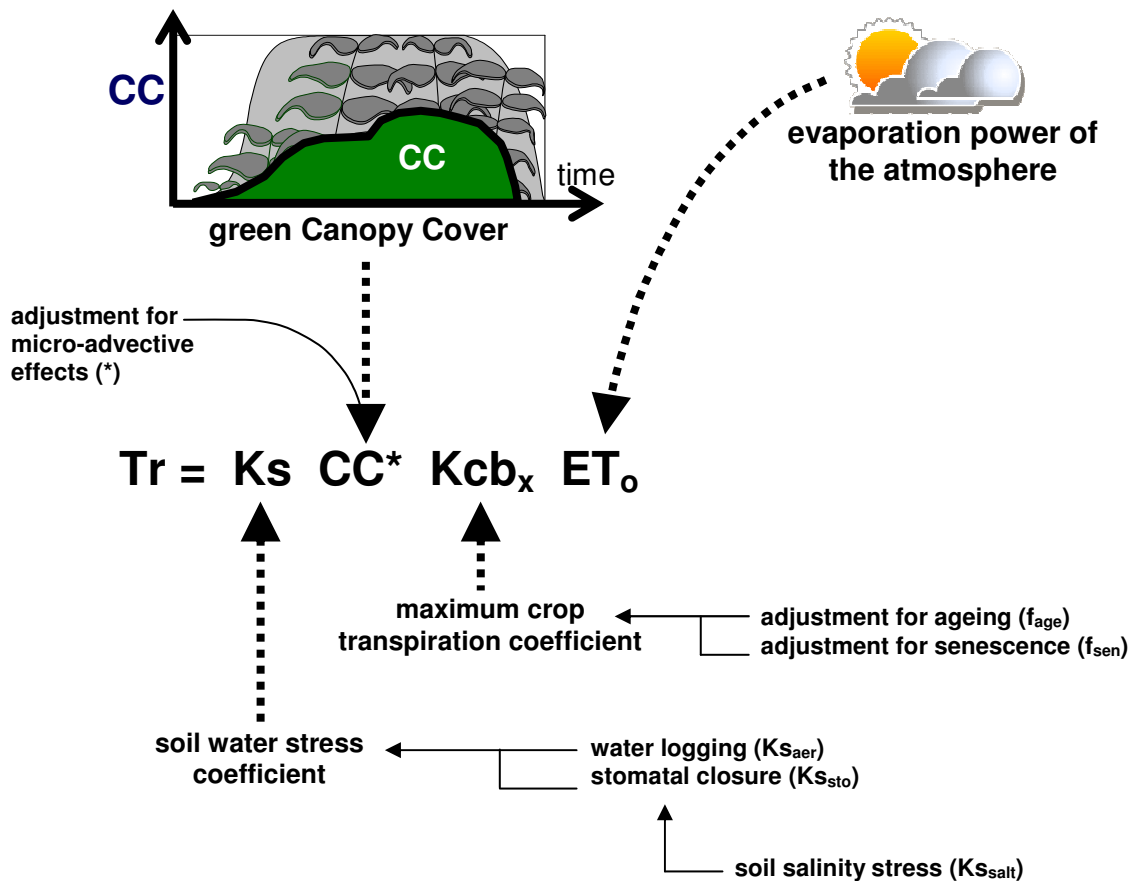 CC
CC
time
green Canopy Cover
evaporation power of
the atmosphere
adjustment for
micro-advective
effects (*)
Tr = Ks CC* Kcbx ETo
maximum crop
transpiration coefficient
adjustment for ageing (fage)
adjustment for senescence (fsen)
soil water stress
coefficient
water logging (Ksaer)
stomatal closure (Kssto)
soil salinity stress (Kssalt)